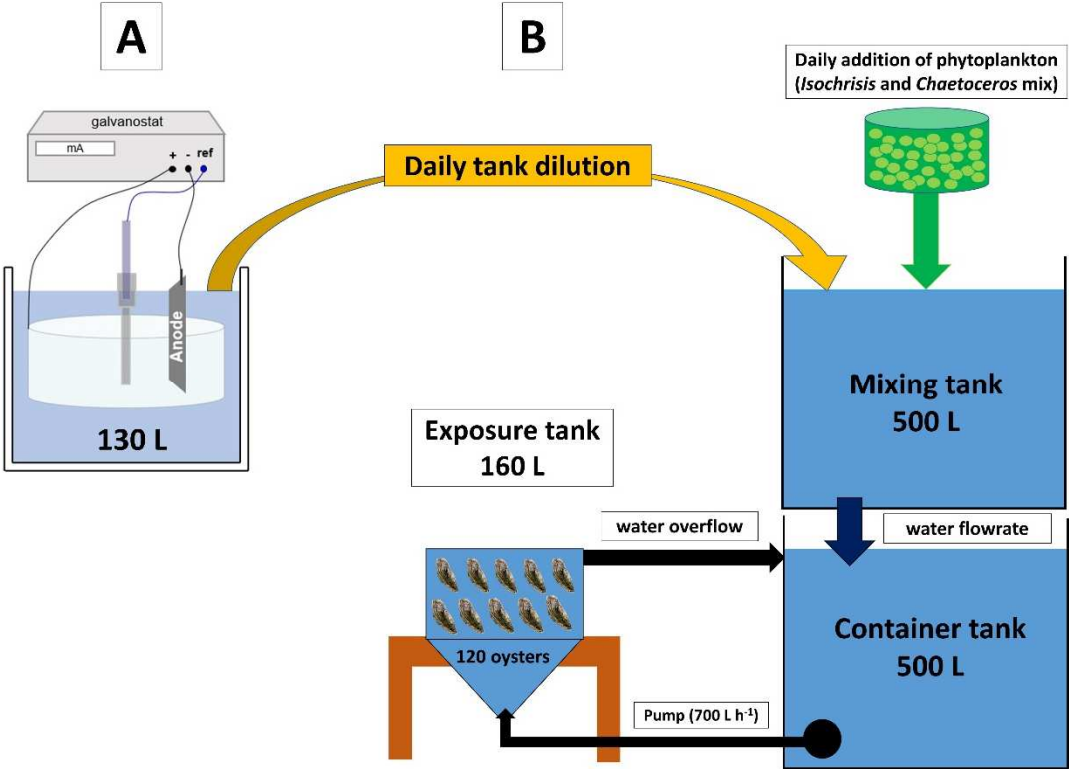 A
B
Daily addition of phytoplankton
(Isochrisis and Chaetoceros mix)
galvanostat
mA
+ - ref
Daily tank dilution
Anode
130 L
Mixing tank
500 L
Exposure tank
160 L
water overflow
water flowrate
120 oysters
Container tank
500 L
Pump (700 L h⁻¹)